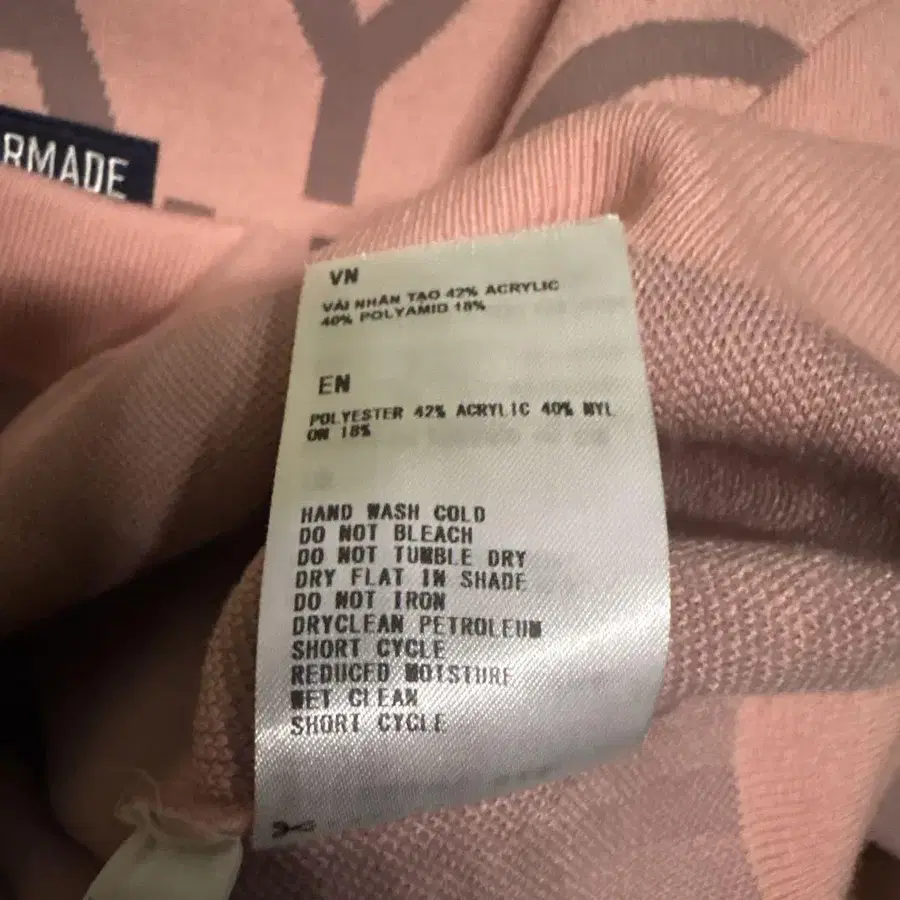 RMADE
VN
VẢI NHÂN TẠO 42% ACRYLIC
40% POLYAMID 18%
EN
POLYESTER 42% ACRYLIC 40% NYL
ON 18%
HAND WASH COLD
DO NOT BLEACH
DO NOT TUMBLE DRY
DRY FLAT IN SHADE
DO NOT IRON
DRYCLEAN PETROLEUM
SHORT CYCLE
REDUCED MOISTURE
WET CLEAN
SHORT CYCLE